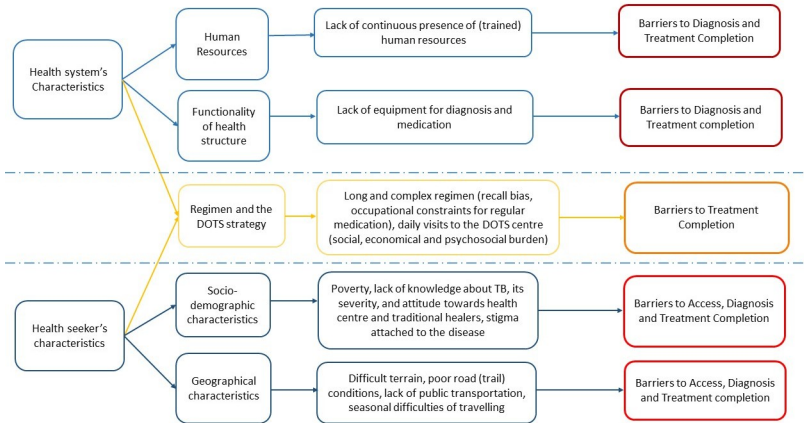 Health system's
Characteristics
Human
Resources
Lack of continuous presence of (trained)
human resources
Barriers to Diagnosis and
Treatment Completion
Functionality
of health
structure
Lack of equipment for diagnosis and
medication
Barriers to Diagnosis and
Treatment completion
Regimen and the
DOTS strategy
Long and complex regimen (recall bias,
occupational constraints for regular
medication), daily visits to the DOTS centre
(social, economical and psychosocial burden)
Barriers to Treatment
Completion
Health seeker's
characteristics
Socio-
demographic
characteristics
Poverty, lack of knowledge about TB, its
severity, and attitude towards health
centre and traditional healers, stigma
attached to the disease
Barriers to Access, Diagnosis
and Treatment Completion
Geographical
characteristics
Difficult terrain, poor road (trail)
conditions, lack of public transportation,
seasonal difficulties of travelling
Barriers to Access, Diagnosis
and Treatment completion